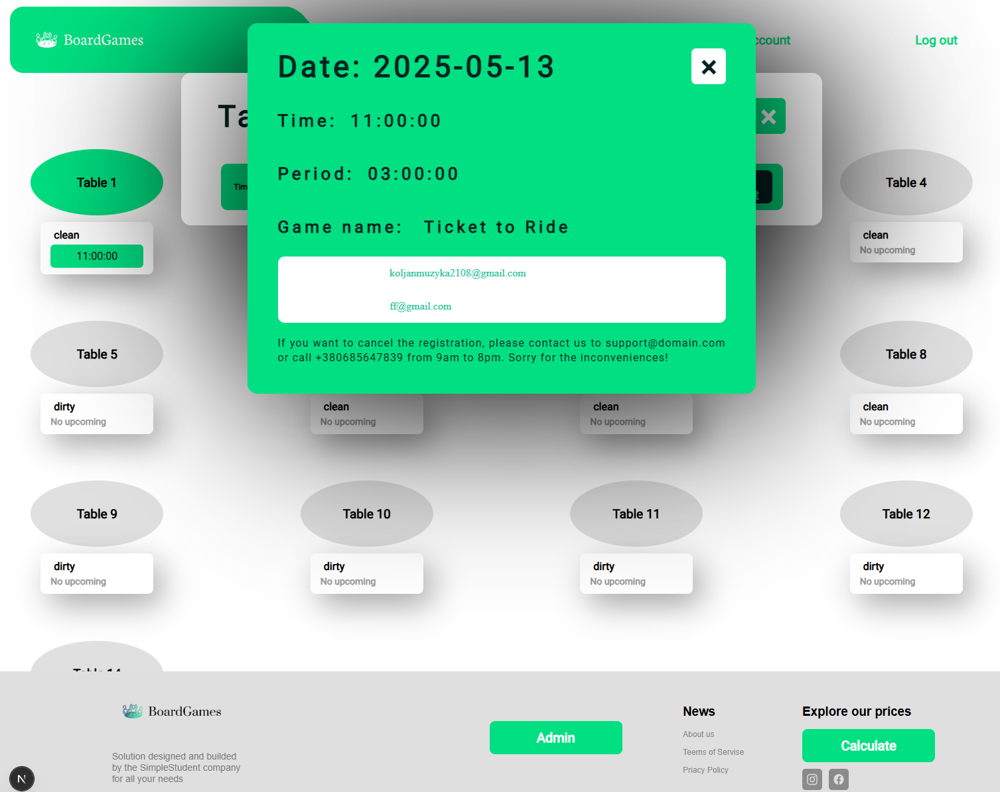 BoardGames
Log out
Date: 2025-05-13
Time: 11:00:00
Period: 03:00:00
Game name: Ticket to Ride
koljanmuzyka2108@gmail.com
ff@gmail.com
If you want to cancel the registration, please contact us to support@domain.com
or call +380685647839 from 9am to 8pm. Sorry for the inconveniences!
Table 1
clean
11:00:00
Table 4
clean
No upcoming
Table 5
dirty
No upcoming
clean
No upcoming
clean
No upcoming
Table 8
clean
No upcoming
Table 9
dirty
No upcoming
Table 10
dirty
No upcoming
Table 11
dirty
No upcoming
Table 12
dirty
No upcoming
Table 14
BoardGames
Solution designed and builded
by the SimpleStudent company
for all your needs
Admin
News
About us
Teems of Servise
Priacy Policy
Explore our prices
Calculate
N